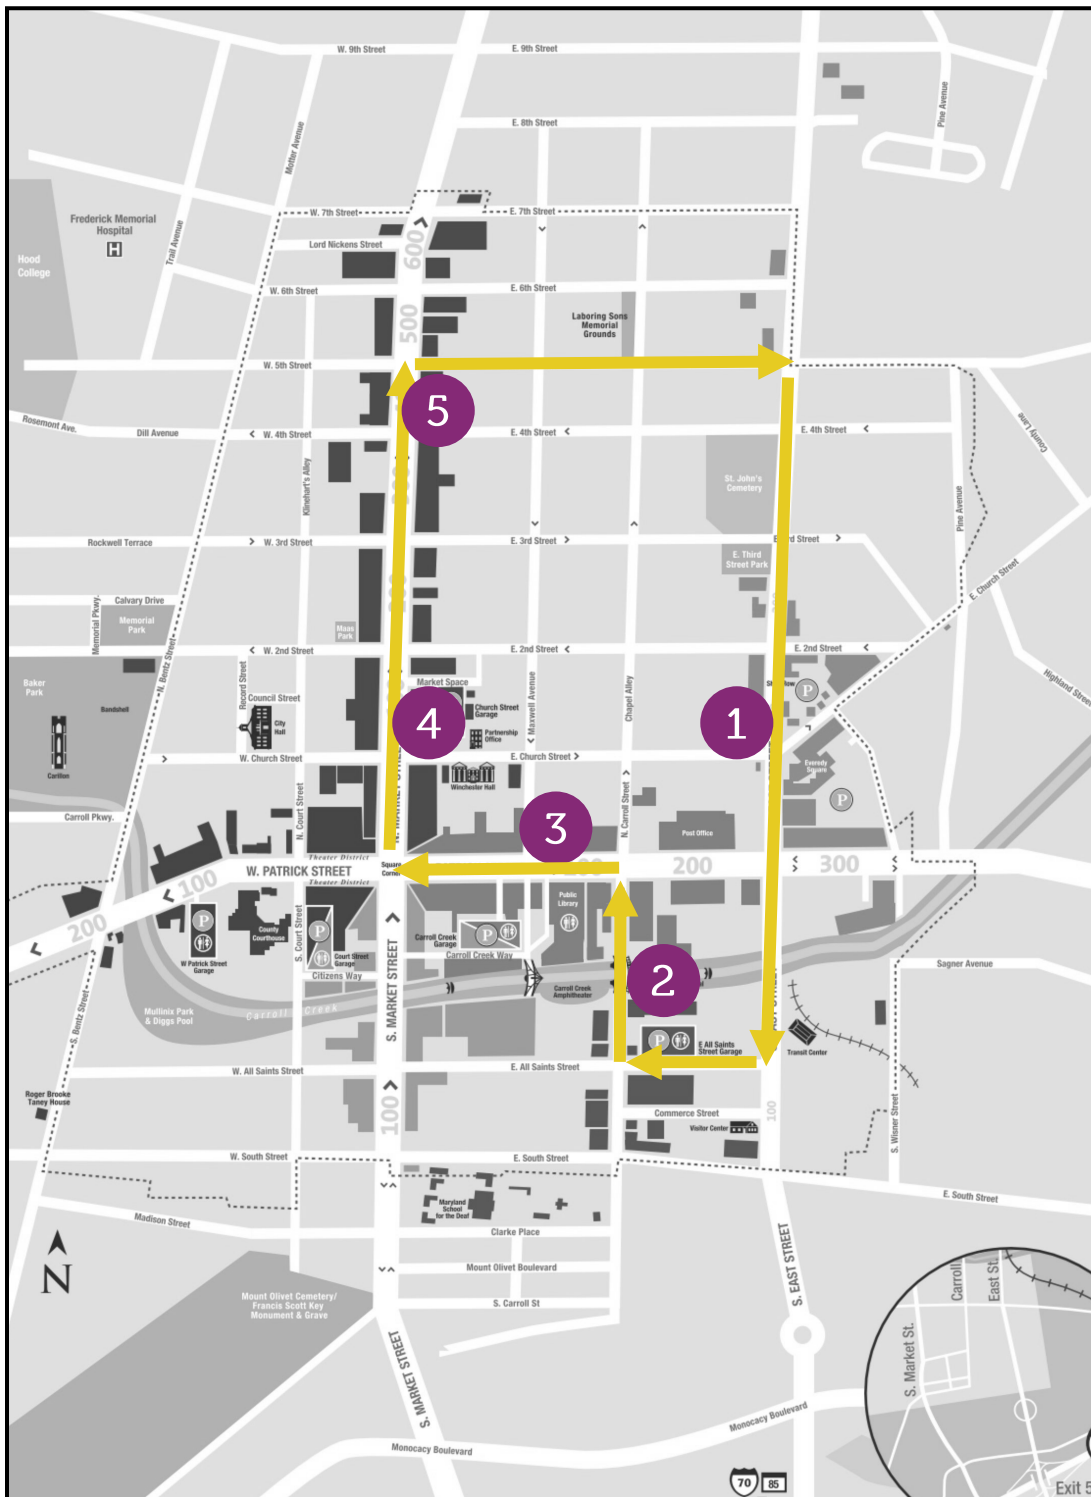 W. 9th Street
E. 9th Street
E. 8th Street
Pine Avenue
Motter Avenue
Frederick Memorial
Hospital
H
Trail Avenue
Hood
College
W. 7th Street
E. 7th Street
Lord Nickens Street
600
W. 6th Street
E. 6th Street
500
Laboring Sons
Memorial
Grounds
W. 5th Street
5
Rosemont Ave.
Dill Avenue
W. 4th Street
E. 4th Street
E. 4th Street
County Lane
Klinehart's Alley
St. John's
Cemetery
Pine Avenue
Rockwell Terrace
W. 3rd Street
E. 3rd Street
E. Third
Street Park
E. Church Street
Calvary Drive
Memorial Pkwy.
Memorial
Park
Maas
Park
N. Bentz Street
W. 2nd Street
E. 2nd Street
E. 2nd Street
Baker
Park
Record Street
Market Space
Maxwell Avenue
Chapel Alley
Highland Street
Council Street
Bandshell
City
Hall
4
Church Street
Garage
Partnership
Office
1
P
Carillon
W. Church Street
E. Church Street
Everedy
Square
Winchester Hall
P
Carroll Pkwy.
N. Court Street
3
N. Carroll Street
Post Office
Theater District
W. PATRICK STREET
Theater District
Square
Corner
200
300
100
200
Public
Library
P
W Patrick Street
Garage
County
Courthouse
S. Court Street
P
Court Street
Garage
Citizens Way
Carroll Creek
Garage
P
Carroll Creek Way
S. MARKET STREET
Sagner Avenue
2
Mullinix Park
& Diggs Pool
Carroll Creek
Carroll Creek
Amphitheater
S. Bentz Street
P
E All Saints
Street Garage
Transit Center
W. All Saints Street
E. All Saints Street
Roger Brooke
Taney House
100
Commerce Street
100
Visitor Center
S. Wisner Street
W. South Street
E. South Street
E. South Street
Maryland
School
for the Deaf
Madison Street
Clarke Place
N
Mount Olivet Boulevard
S. EAST STREET
Mount Olivet Cemetery/
Francis Scott Key
Monument & Grave
S. Carroll St
Carroll
East St.
S. Market St.
S. MARKET STREET
Monocacy Boulevard
Monocacy Boulevard
70
85
Exit 5